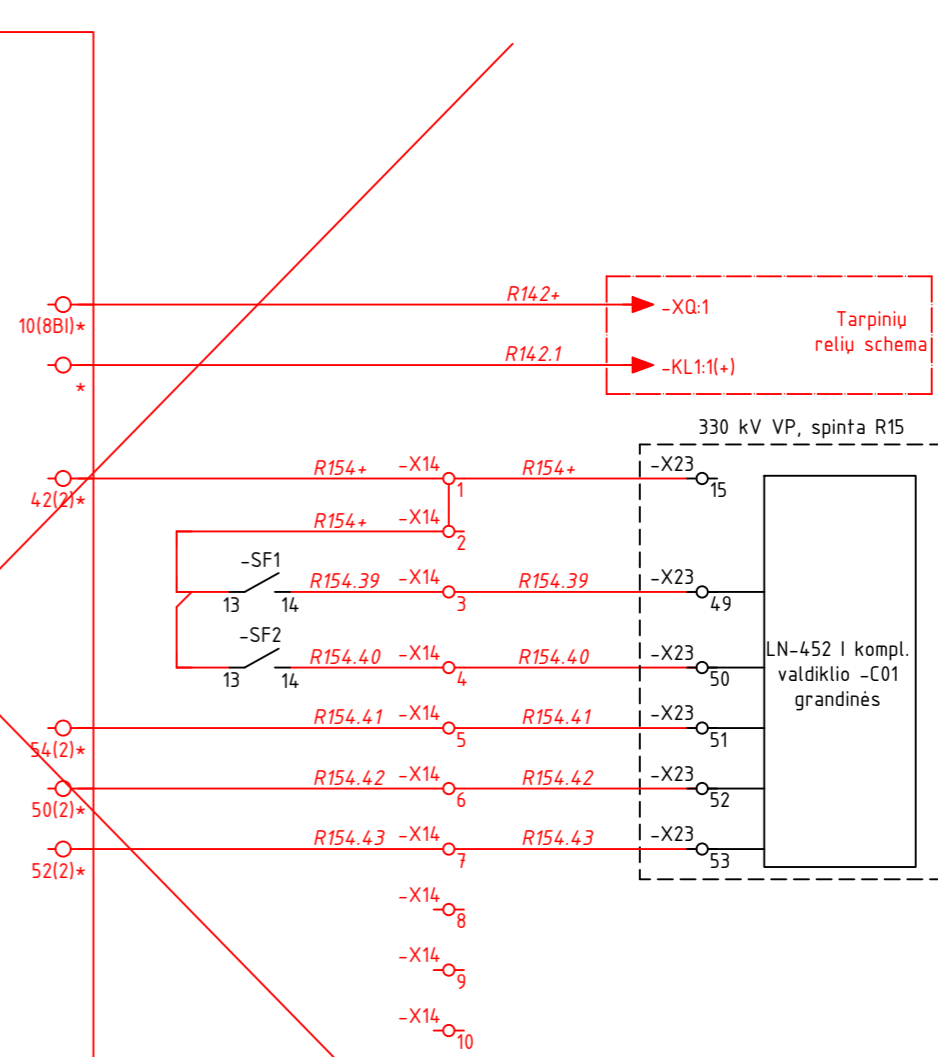 R142+
-XQ:1
10(8BI)*
Tarpinių
relių schema
R142.1
-KL1:1(+)
*
330 kV VP, spinta R15
R154+ -X14 R154+ -X23
1 15
42(2)*
R154+ -X14
2
-SF1
R154.39 -X14 R154.39 -X23
13 14 3 49
-SF2
R154.40 -X14 R154.40 -X23
13 14 4 50
LN-452 I kompl.
valdiklio -C01
grandinės
R154.41 -X14 R154.41 -X23
54(2)* 5 51
R154.42 -X14 R154.42 -X23
50(2)* 6 52
R154.43 -X14 R154.43 -X23
52(2)* 7 53
-X14
8
-X14
9
-X14
10